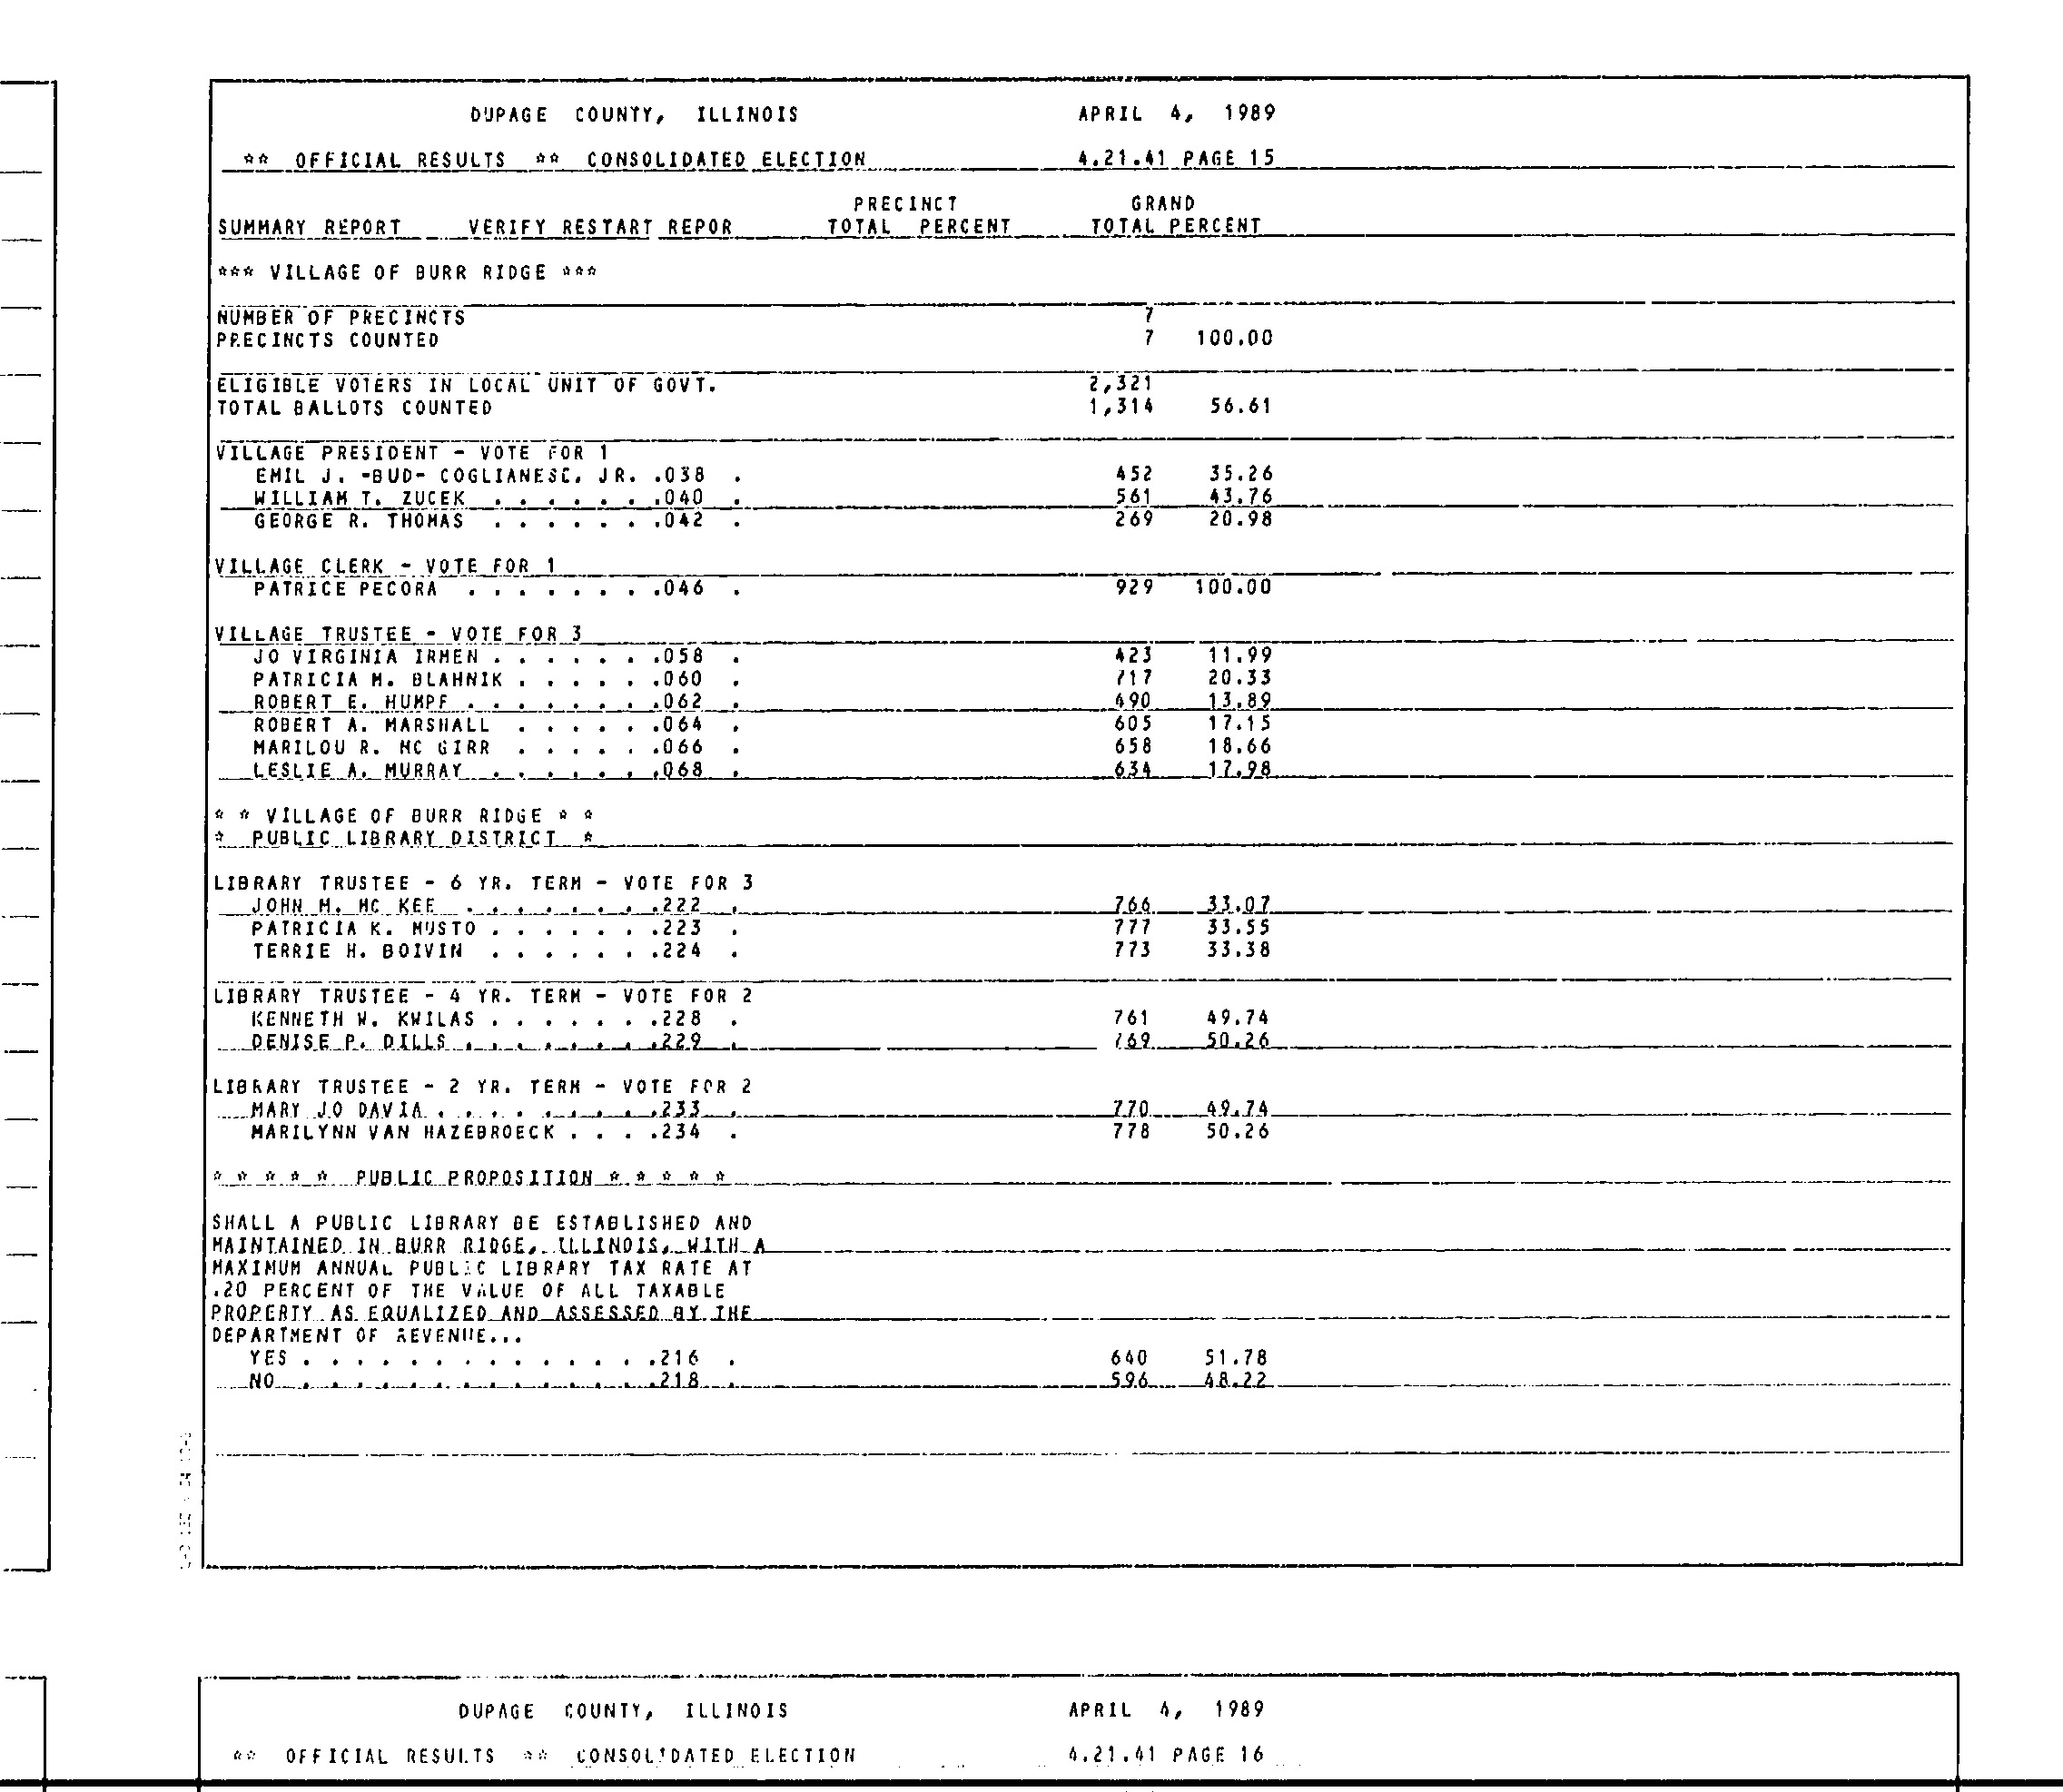 DUPAGE COUNTY, ILLINOIS APRIL 4, 1989
** OFFICIAL RESULTS ** CONSOLIDATED ELECTION 4.21.41 PAGE 15
PRECINCT GRAND
SUMMARY REPORT VERIFY RESTART REPOR TOTAL PERCENT TOTAL PERCENT
*** VILLAGE OF BURR RIDGE ***
NUMBER OF PRECINCTS 7
PRECINCTS COUNTED 7 100.00
ELIGIBLE VOTERS IN LOCAL UNIT OF GOVT. 2,321
TOTAL BALLOTS COUNTED 1,314 56.61
VILLAGE PRESIDENT - VOTE FOR 1
EMIL J. -BUD- COGLIANESE, JR. .038 . 452 35.26
WILLIAM T. ZUCEK . . . . . . .040 . 561 43.76
GEORGE R. THOMAS . . . . . . .042 . 269 20.98
VILLAGE CLERK - VOTE FOR 1
PATRICE PECORA . . . . . . . .046 . 929 100.00
VILLAGE TRUSTEE - VOTE FOR 3
JO VIRGINIA IRMEN . . . . . . .058 . 423 11.99
PATRICIA M. BLAHNIK . . . . . .060 . 717 20.33
ROBERT E. HUMPF . . . . . . . .062 . 490 13.89
ROBERT A. MARSHALL . . . . . .064 . 605 17.15
MARILOU R. MC GIRR . . . . . .066 . 658 18.66
LESLIE A. MURRAY . . . . . . .068 . 634 17.98
* * VILLAGE OF BURR RIDGE * *
* PUBLIC LIBRARY DISTRICT *
LIBRARY TRUSTEE - 6 YR. TERM - VOTE FOR 3
JOHN M. MC KEE . . . . . . . .222 . 766 33.07
PATRICIA K. MUSTO . . . . . . .223 . 777 33.55
TERRIE H. BOIVIN . . . . . . .224 . 773 33.38
LIBRARY TRUSTEE - 4 YR. TERM - VOTE FOR 2
KENNETH W. KWILAS . . . . . . .228 . 761 49.74
DENISE P. DILLS . . . . . . . .229 . 769 50.26
LIBRARY TRUSTEE - 2 YR. TERM - VOTE FOR 2
MARY JO DAVIA . . . . . . . . .233 . 770 49.74
MARILYNN VAN HAZEBROECK . . . .234 . 778 50.26
* * * * * PUBLIC PROPOSITION * * * * *
SHALL A PUBLIC LIBRARY BE ESTABLISHED AND
MAINTAINED IN BURR RIDGE, ILLINOIS, WITH A
MAXIMUM ANNUAL PUBLIC LIBRARY TAX RATE AT
.20 PERCENT OF THE VALUE OF ALL TAXABLE
PROPERTY AS EQUALIZED AND ASSESSED BY THE
DEPARTMENT OF REVENUE...
YES . . . . . . . . . . . . . .216 . 640 51.78
NO . . . . . . . . . . . . . .218 . 596 48.22
DUPAGE COUNTY, ILLINOIS APRIL 4, 1989
** OFFICIAL RESULTS ** CONSOLIDATED ELECTION 4.21.41 PAGE 16